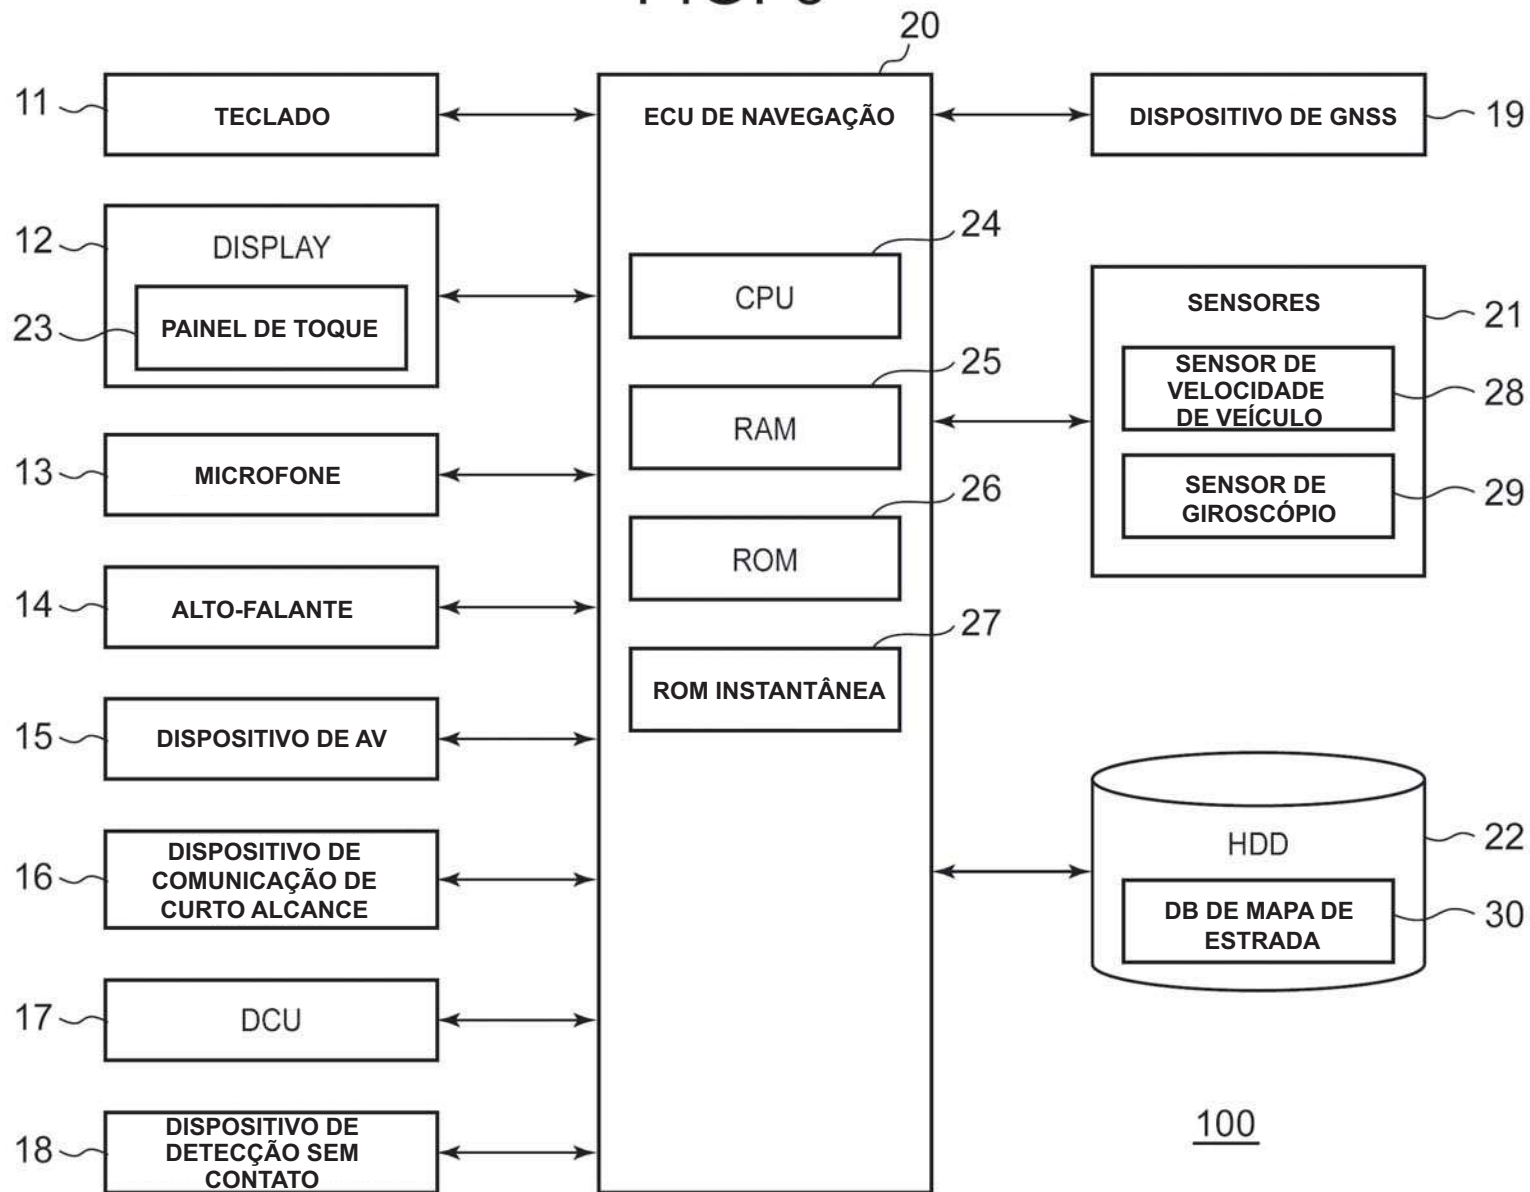 20
11
TECLADO
ECU DE NAVEGAÇÃO
DISPOSITIVO DE GNSS
19
12
DISPLAY
23
PAINEL DE TOQUE
24
CPU
SENSORES
21
SENSOR DE
VELOCIDADE
DE VEÍCULO
28
25
RAM
13
MICROFONE
26
ROM
SENSOR DE
GIROSCÓPIO
29
14
ALTO-FALANTE
27
ROM INSTANTÂNEA
15
DISPOSITIVO DE AV
16
DISPOSITIVO DE
COMUNICAÇÃO DE
CURTO ALCANCE
HDD
22
DB DE MAPA DE
ESTRADA
30
17
DCU
18
DISPOSITIVO DE
DETECÇÃO SEM
CONTATO
100